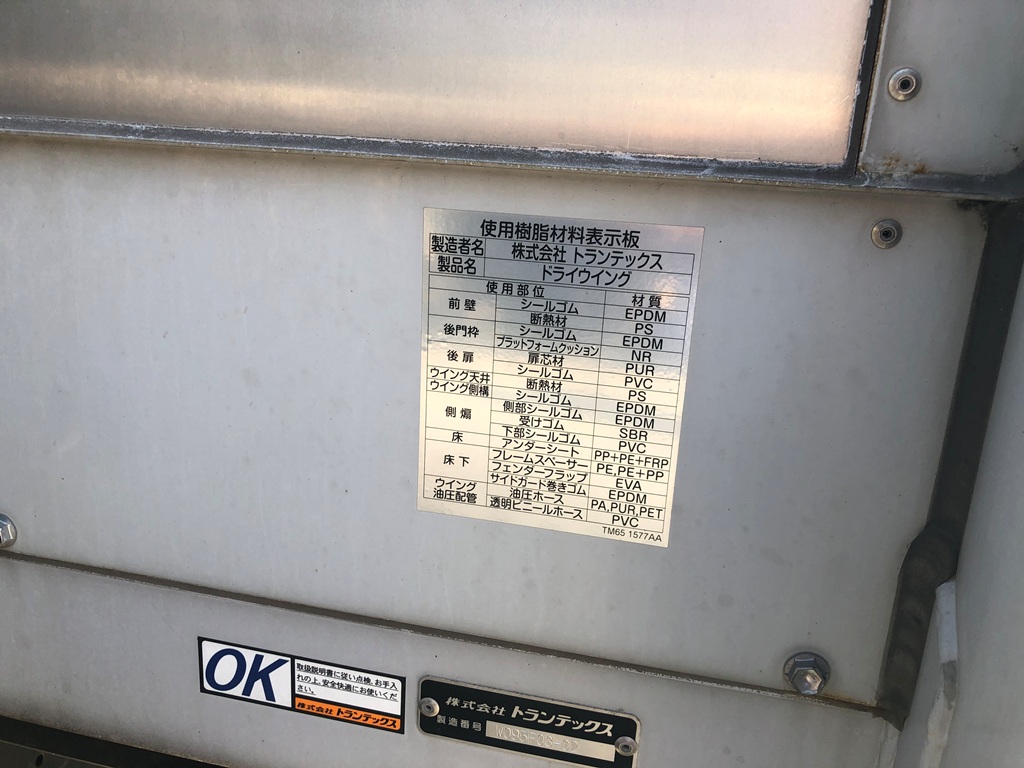 使用樹脂材料表示板
製造者名 株式会社 トランテックス
製品名 ドライウイング
使用部位 材質
前壁 シールゴム EPDM
断熱材 PS
後門枠 シールゴム EPDM
プラットフォームクッション NR
後扉 扉芯材 PUR
シールゴム PVC
ウイング天井 断熱材 PS
ウイング側構 シールゴム EPDM
側煽 側部シールゴム EPDM
受けゴム SBR
下部シールゴム PVC
床 アンダーシート PP+PE+FRP
床下 フレームスペーサー PE,PE+PP
フェンダーフラップ EVA
サイドガード巻きゴム EPDM
ウイング油圧配管 油圧ホース PA,PUR,PET
透明ビニールホース PVC
TM65 1577AA
OK
取扱説明書に従い点検、お手入
れの上、安全快適にお使いくだ
さい。
株式会社 トランテックス
株式会社 トランテックス
製造番号